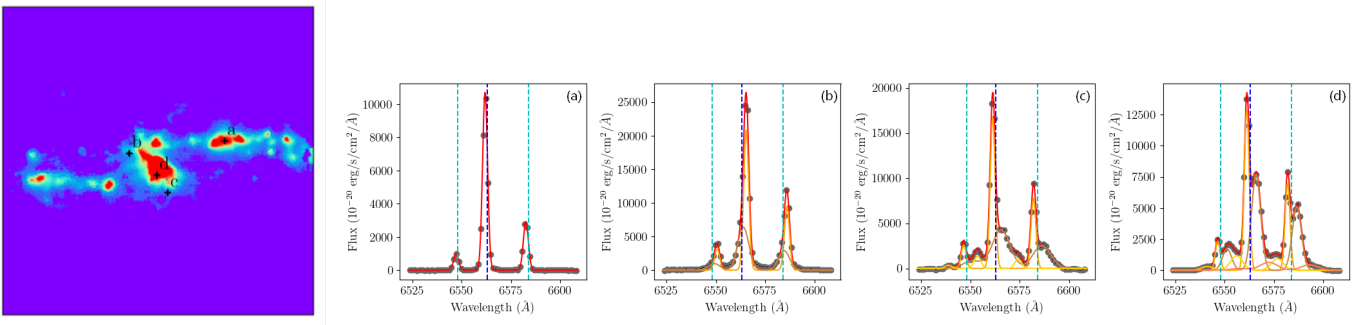 a
b
d
c
(a)
Flux (10⁻²⁰ erg/s/cm²/Å)
10000
8000
6000
4000
2000
0
6525 6550 6575 6600
Wavelength (Å)
(b)
Flux (10⁻²⁰ erg/s/cm²/Å)
25000
20000
15000
10000
5000
0
6525 6550 6575 6600
Wavelength (Å)
(c)
Flux (10⁻²⁰ erg/s/cm²/Å)
20000
15000
10000
5000
0
6525 6550 6575 6600
Wavelength (Å)
(d)
Flux (10⁻²⁰ erg/s/cm²/Å)
12500
10000
7500
5000
2500
0
6525 6550 6575 6600
Wavelength (Å)